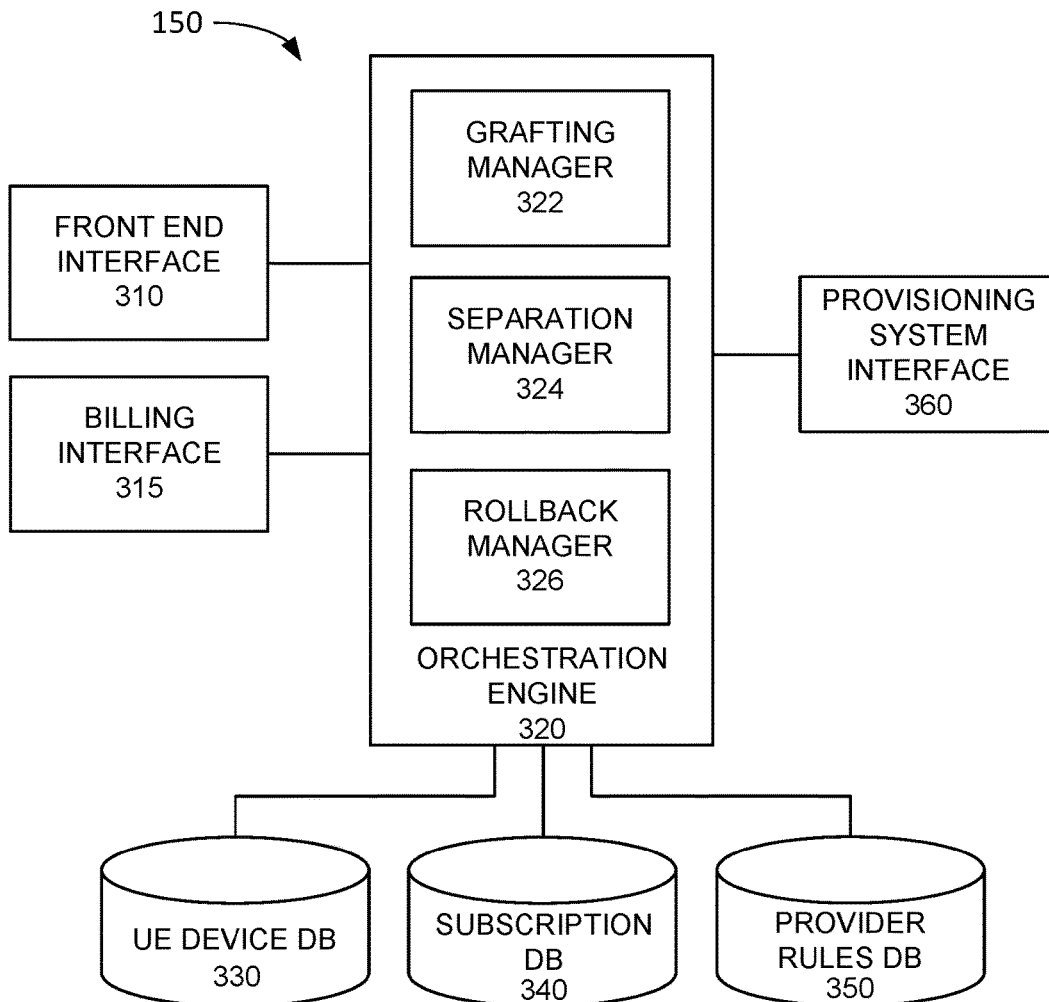 150
GRAFTING
MANAGER
322
FRONT END
INTERFACE
310
SEPARATION
MANAGER
324
PROVISIONING
SYSTEM
INTERFACE
360
BILLING
INTERFACE
315
ROLLBACK
MANAGER
326
ORCHESTRATION
ENGINE
320
UE DEVICE DB
330
SUBSCRIPTION
DB
340
PROVIDER
RULES DB
350